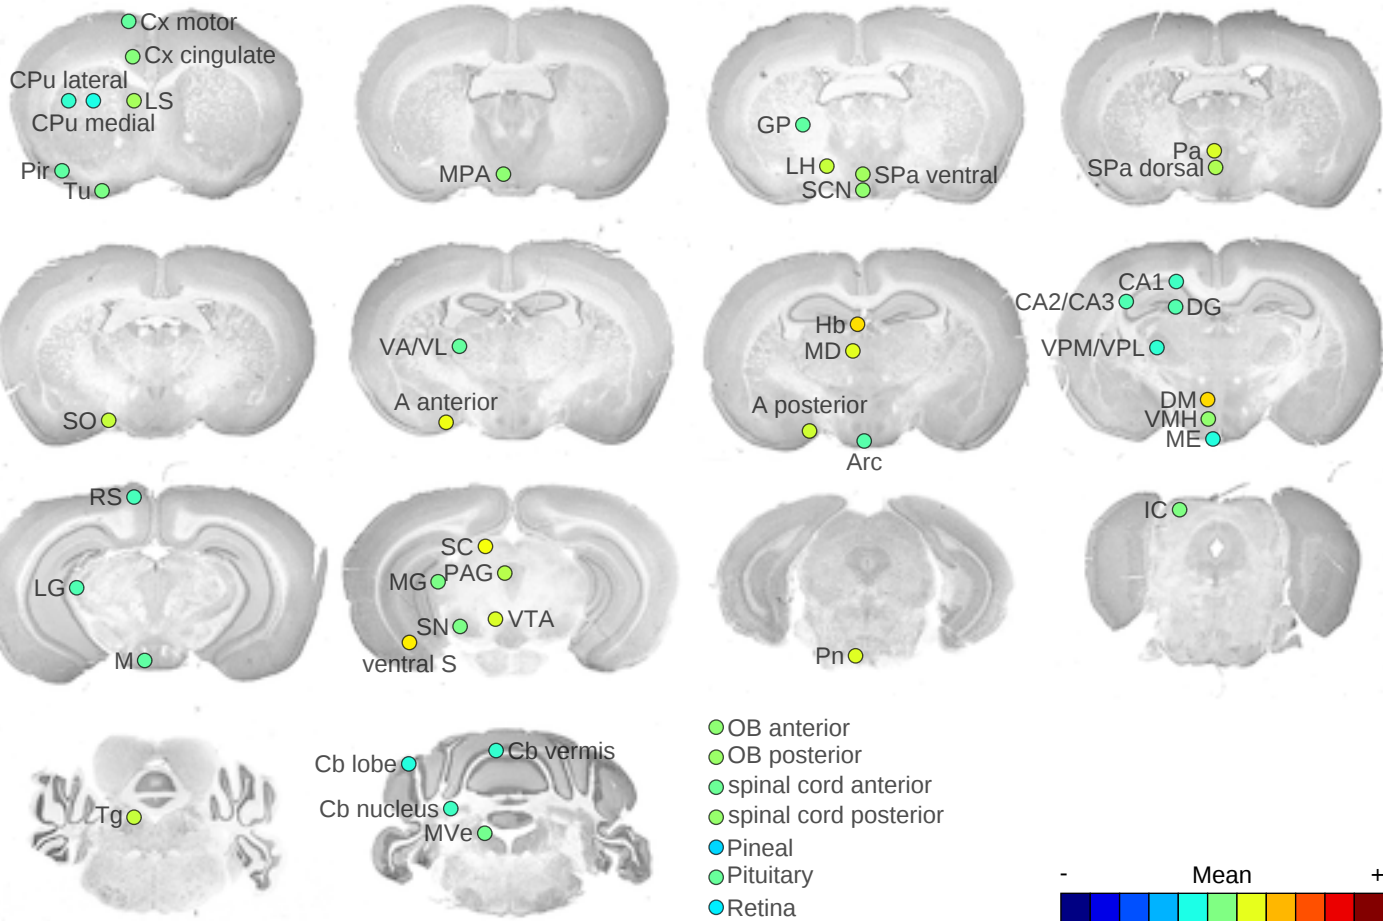 Cx motor
Cx cingulate
CPu lateral
LS
CPu medial
Pir
Tu
MPA
GP
LH
SPa ventral
SCN
Pa
SPa dorsal
SO
VA/VL
A anterior
Hb
MD
A posterior
Arc
CA1
CA2/CA3
DG
VPM/VPL
DM
VMH
ME
RS
LG
M
SC
PAG
MG
VTA
SN
ventral S
Pn
IC
Tg
Cb vermis
Cb lobe
Cb nucleus
MVe
OB anterior
OB posterior
spinal cord anterior
spinal cord posterior
Pineal
Pituitary
Retina
- Mean +